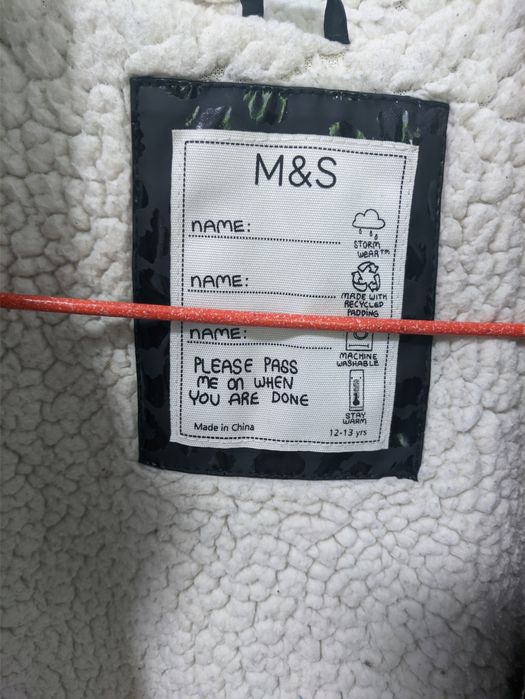 M&S
NAME:
STORM
WEAR™
NAME:
MADE WITH
RECYCLED
PADDING
NAME:
MACHINE
WASHABLE
PLEASE PASS
ME ON WHEN
YOU ARE DONE
STAY
WARM
Made in China
12-13 yrs